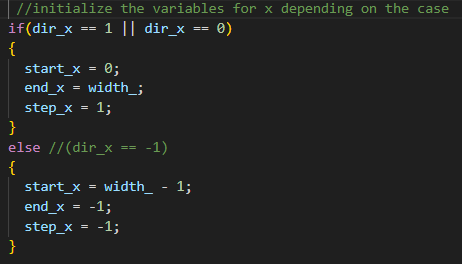 //initialize the variables for x depending on the case
if(dir_x == 1 || dir_x == 0)
{
  start_x = 0;
  end_x = width_;
  step_x = 1;
}
else //(dir_x == -1)
{
  start_x = width_ - 1;
  end_x = -1;
  step_x = -1;
}